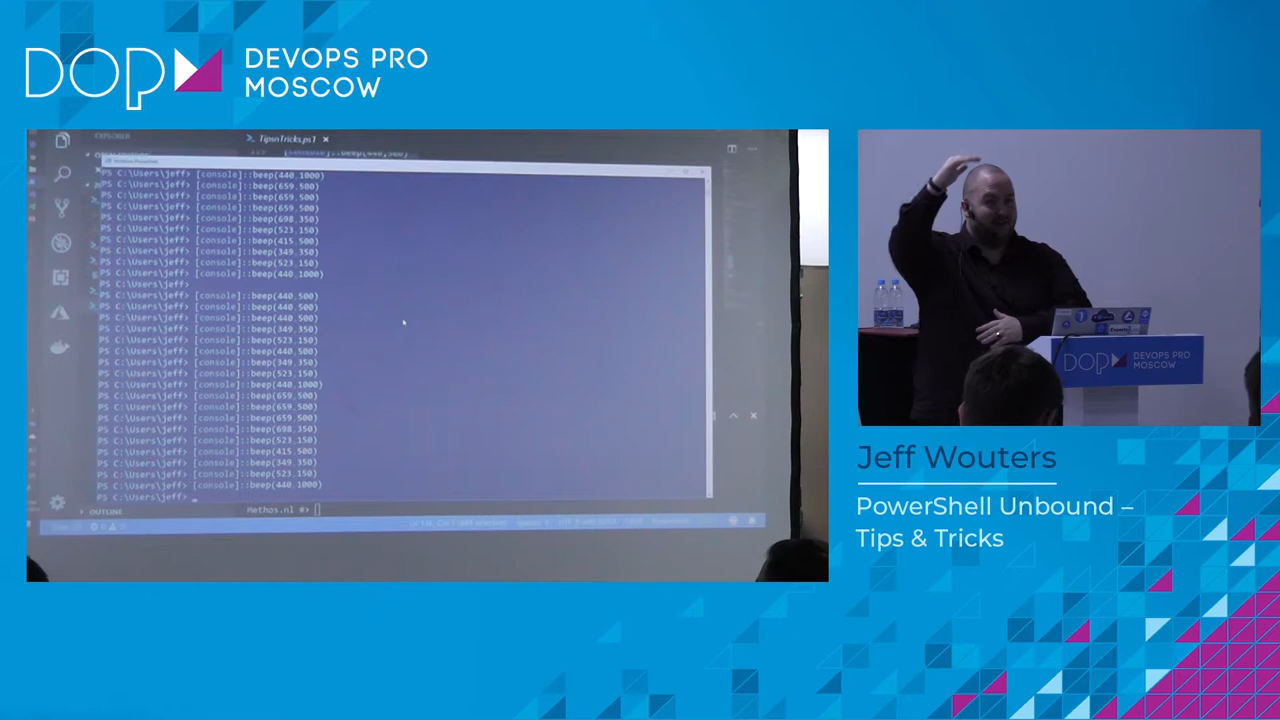 DOP
DEVOPS PRO
MOSCOW
EXPLORER
TipsnTricks.ps1
[console]::beep(440,500)
Windows PowerShell
PS C:\Users\jeff> [console]::beep(440,1000)
PS C:\Users\jeff> [console]::beep(659,500)
PS C:\Users\jeff> [console]::beep(659,500)
PS C:\Users\jeff> [console]::beep(659,500)
PS C:\Users\jeff> [console]::beep(698,350)
PS C:\Users\jeff> [console]::beep(523,150)
PS C:\Users\jeff> [console]::beep(415,500)
PS C:\Users\jeff> [console]::beep(349,350)
PS C:\Users\jeff> [console]::beep(523,150)
PS C:\Users\jeff> [console]::beep(440,1000)
PS C:\Users\jeff>
PS C:\Users\jeff> [console]::beep(440,500)
PS C:\Users\jeff> [console]::beep(440,500)
PS C:\Users\jeff> [console]::beep(440,500)
PS C:\Users\jeff> [console]::beep(349,350)
PS C:\Users\jeff> [console]::beep(523,150)
PS C:\Users\jeff> [console]::beep(440,500)
PS C:\Users\jeff> [console]::beep(349,350)
PS C:\Users\jeff> [console]::beep(523,150)
PS C:\Users\jeff> [console]::beep(440,1000)
PS C:\Users\jeff> [console]::beep(659,500)
PS C:\Users\jeff> [console]::beep(659,500)
PS C:\Users\jeff> [console]::beep(659,500)
PS C:\Users\jeff> [console]::beep(698,350)
PS C:\Users\jeff> [console]::beep(523,150)
PS C:\Users\jeff> [console]::beep(415,500)
PS C:\Users\jeff> [console]::beep(349,350)
PS C:\Users\jeff> [console]::beep(523,150)
PS C:\Users\jeff> [console]::beep(440,1000)
PS C:\Users\jeff>
OUTLINE
Methos.nl #>
DOP
DEVOPS PRO
MOSCOW
Jeff Wouters
PowerShell Unbound –
Tips & Tricks